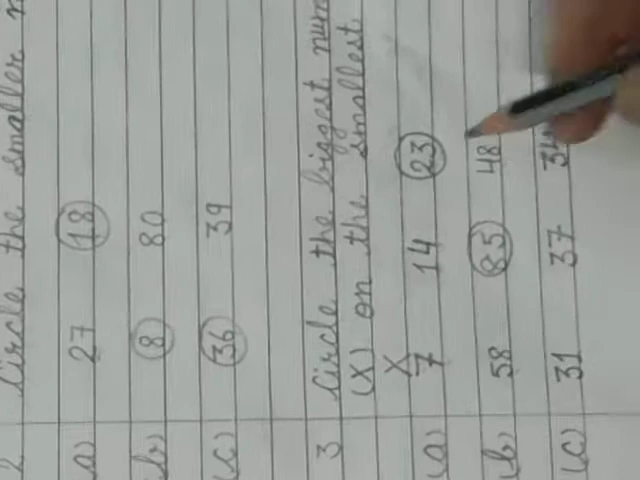 2 Circle the smaller
a) 27 18
(b) 8 80
(c) 36 39
3 Circle the biggest num
(X) on the smallest
X
(a) 7 14 23
(b) 58 85 48
(c) 31 37 34